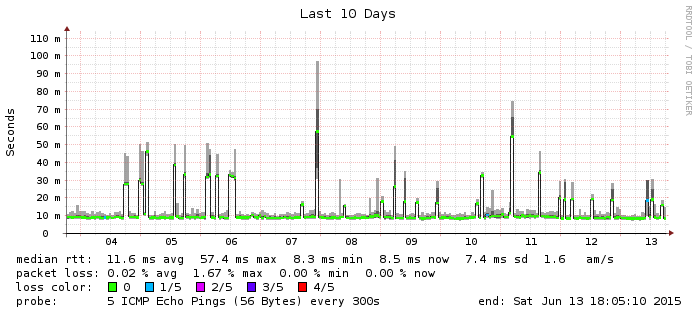 Last 10 Days
RRDTOOL / TOBI OETIKER
Seconds
110 m
100 m
90 m
80 m
70 m
60 m
50 m
40 m
30 m
20 m
10 m
0
04 05 06 07 08 09 10 11 12 13
median rtt: 11.6 ms avg 57.4 ms max 8.3 ms min 8.5 ms now 7.4 ms sd 1.6 am/s
packet loss: 0.02 % avg 1.67 % max 0.00 % min 0.00 % now
loss color: 0 1/5 2/5 3/5 4/5
probe: 5 ICMP Echo Pings (56 Bytes) every 300s end: Sat Jun 13 18:05:10 2015